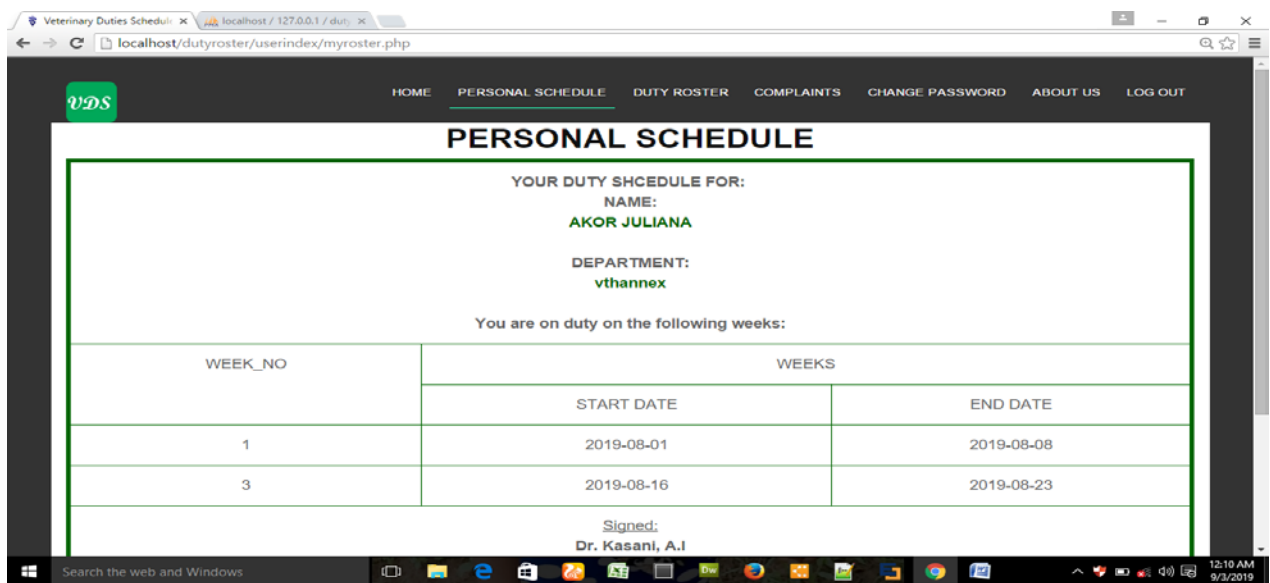 Veterinary Duties Schedule
localhost / 127.0.0.1 / duty
localhost/dutyroster/userindex/myroster.php
VDS
HOME PERSONAL SCHEDULE DUTY ROSTER COMPLAINTS CHANGE PASSWORD ABOUT US LOG OUT
PERSONAL SCHEDULE
YOUR DUTY SHCEDULE FOR:
NAME:
AKOR JULIANA
DEPARTMENT:
vthannex
You are on duty on the following weeks:
WEEK_NO WEEKS
START DATE END DATE
1 2019-08-01 2019-08-08
3 2019-08-16 2019-08-23
Signed:
Dr. Kasani, A.I
Search the web and Windows
Dw
12:10 AM
9/3/2019